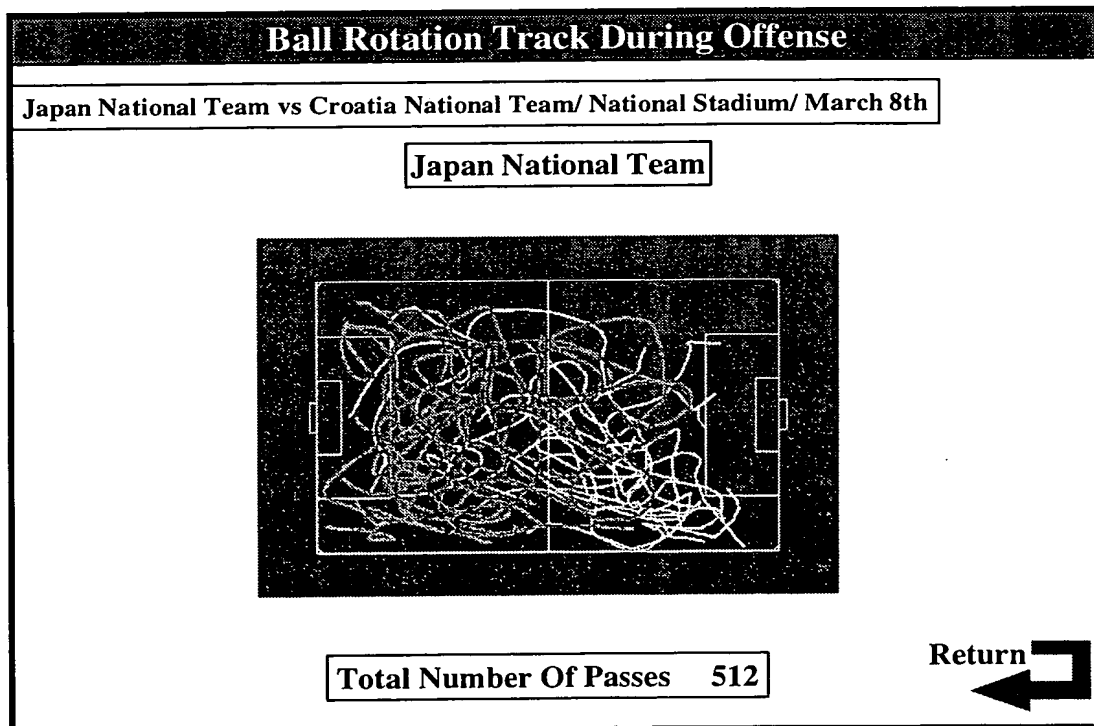 Ball Rotation Track During Offense
Japan National Team vs Croatia National Team/ National Stadium/ March 8th
Japan National Team
Return
Total Number Of Passes 512